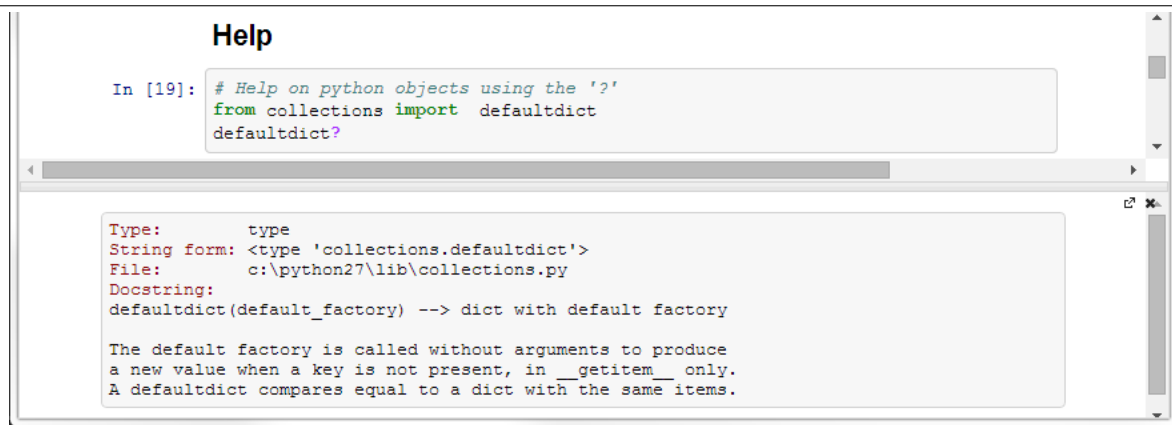 Help
In [19]: # Help on python objects using the '?'
from collections import  defaultdict
defaultdict?
Type:        type
String form: <type 'collections.defaultdict'>
File:        c:\python27\lib\collections.py
Docstring:
defaultdict(default_factory) --> dict with default factory
The default factory is called without arguments to produce
a new value when a key is not present, in __getitem__ only.
A defaultdict compares equal to a dict with the same items.